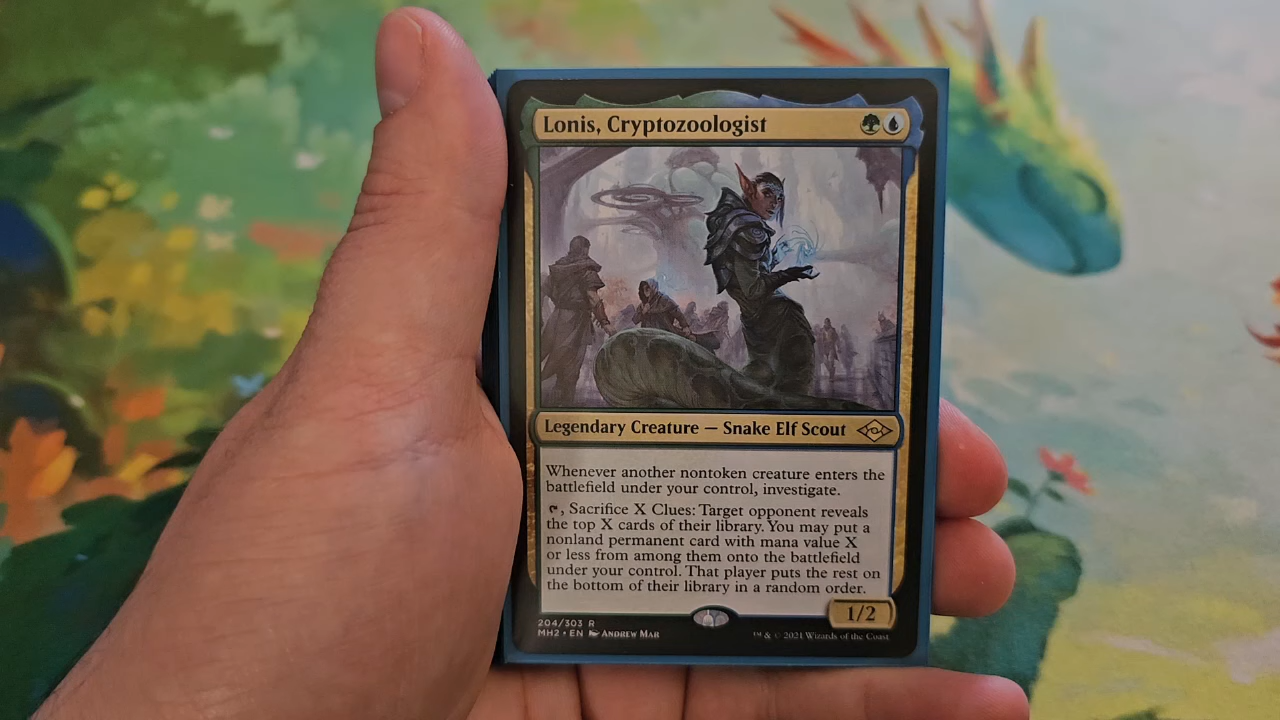 Lonis, Cryptozoologist
Legendary Creature — Snake Elf Scout
Whenever another nontoken creature enters the
battlefield under your control, investigate.
, Sacrifice X Clues: Target opponent reveals
the top X cards of their library. You may put a
nonland permanent card with mana value X
or less from among them onto the battlefield
under your control. That player puts the rest on
the bottom of their library in a random order.
1/2
204/303 R
MH2 • EN Andrew Mar
™ & © 2021 Wizards of the Coast